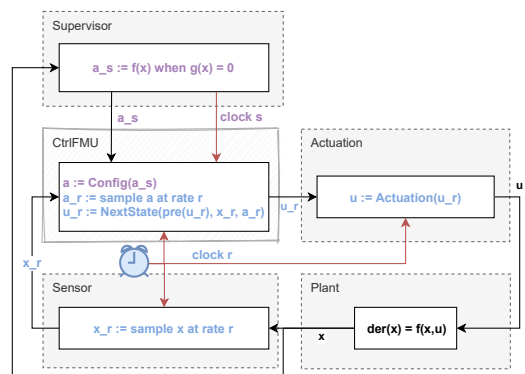 Supervisor
a_s := f(x) when g(x) = 0
a_s
clock s
CtrlFMU
a := Config(a_s)
a_r := sample a at rate r
u_r := NextState(pre(u_r), x_r, a_r)
u_r
Actuation
u := Actuation(u_r)
u
clock r
x_r
Sensor
x_r := sample x at rate r
x
Plant
der(x) = f(x,u)